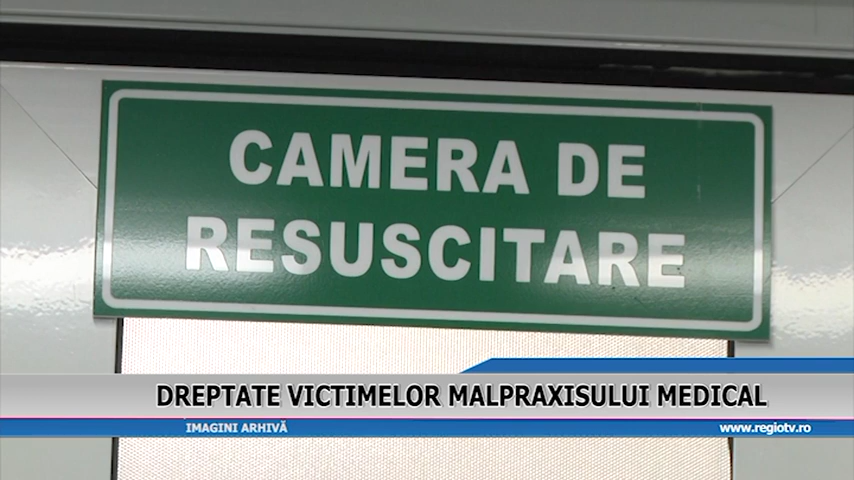 CAMERA DE
RESUSCITARE
DREPTATE VICTIMELOR MALPRAXISULUI MEDICAL
IMAGINI ARHIVĂ
www.regiotv.ro